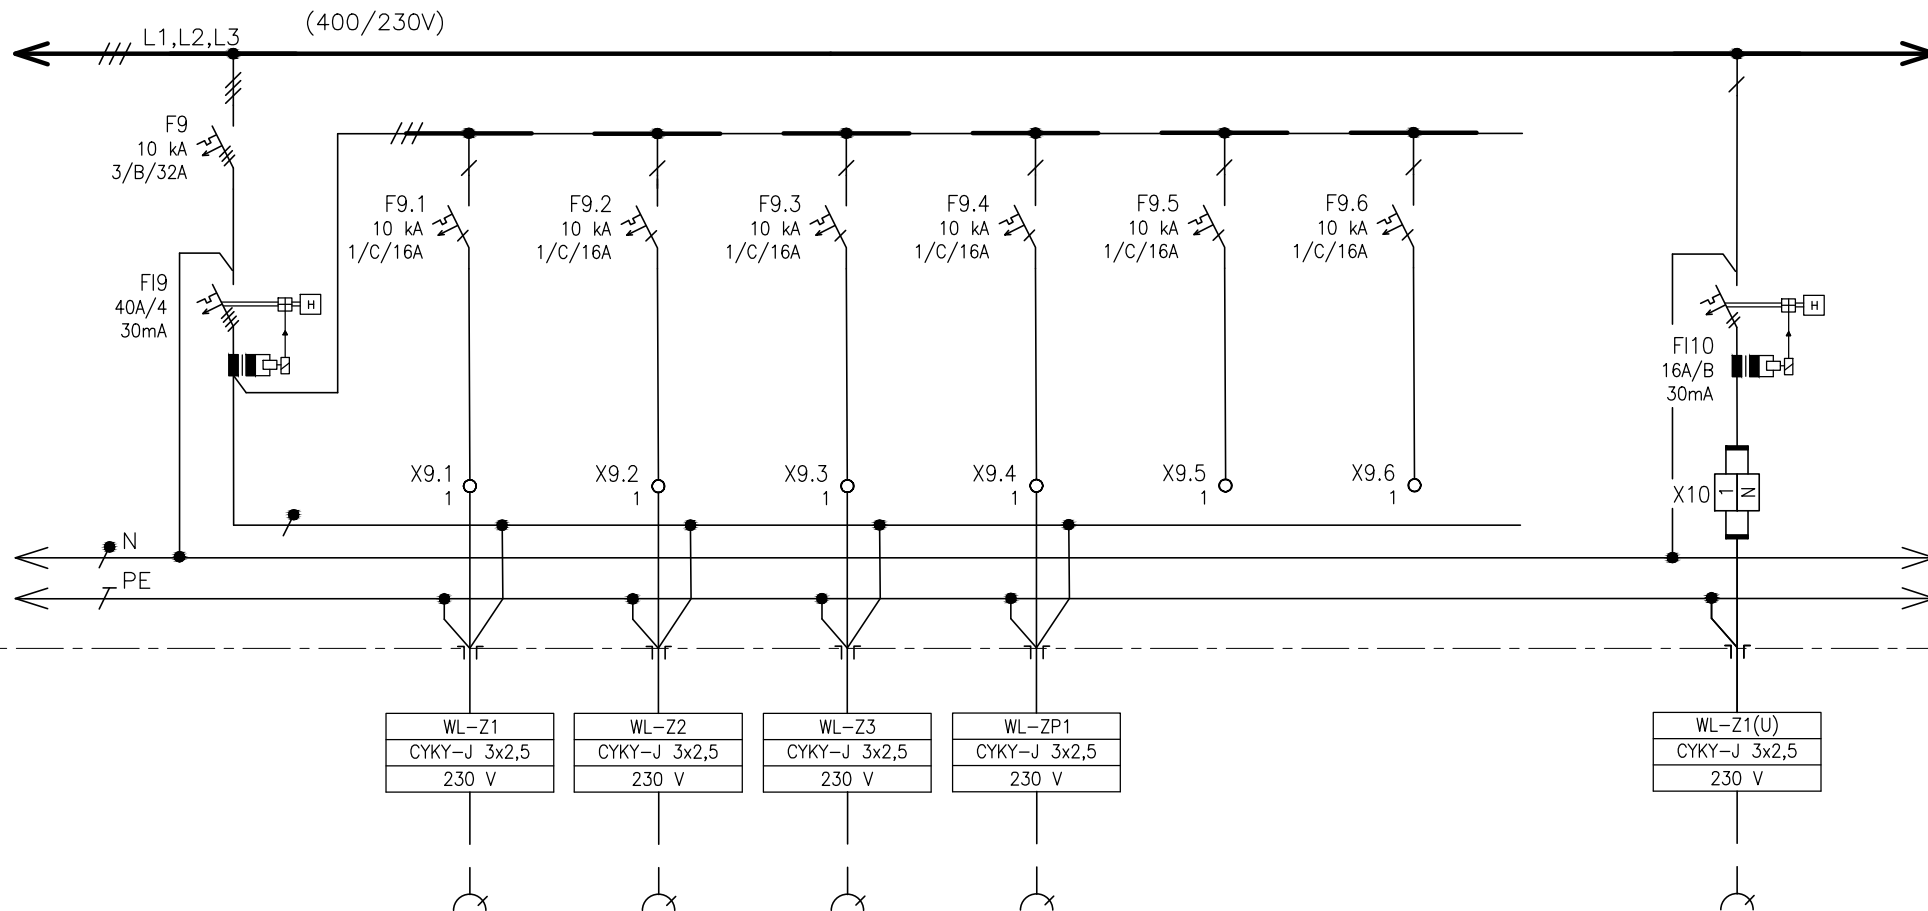 (400/230V)
L1,L2,L3
F9
10 kA
3/B/32A
F9.1
10 kA
1/C/16A
F9.2
10 kA
1/C/16A
F9.3
10 kA
1/C/16A
F9.4
10 kA
1/C/16A
F9.5
10 kA
1/C/16A
F9.6
10 kA
1/C/16A
FI9
40A/4
30mA
H
H
FI10
16A/B
30mA
X9.1
1
X9.2
1
X9.3
1
X9.4
1
X9.5
1
X9.6
1
X10
1
N
N
PE
WL-Z1
CYKY-J 3x2,5
230 V
WL-Z2
CYKY-J 3x2,5
230 V
WL-Z3
CYKY-J 3x2,5
230 V
WL-ZP1
CYKY-J 3x2,5
230 V
WL-Z1(U)
CYKY-J 3x2,5
230 V